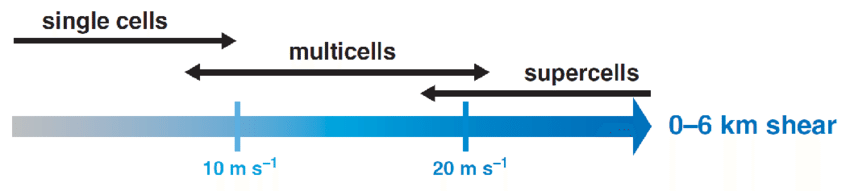 single cells
multicells
supercells
0–6 km shear
10 m s⁻¹
20 m s⁻¹